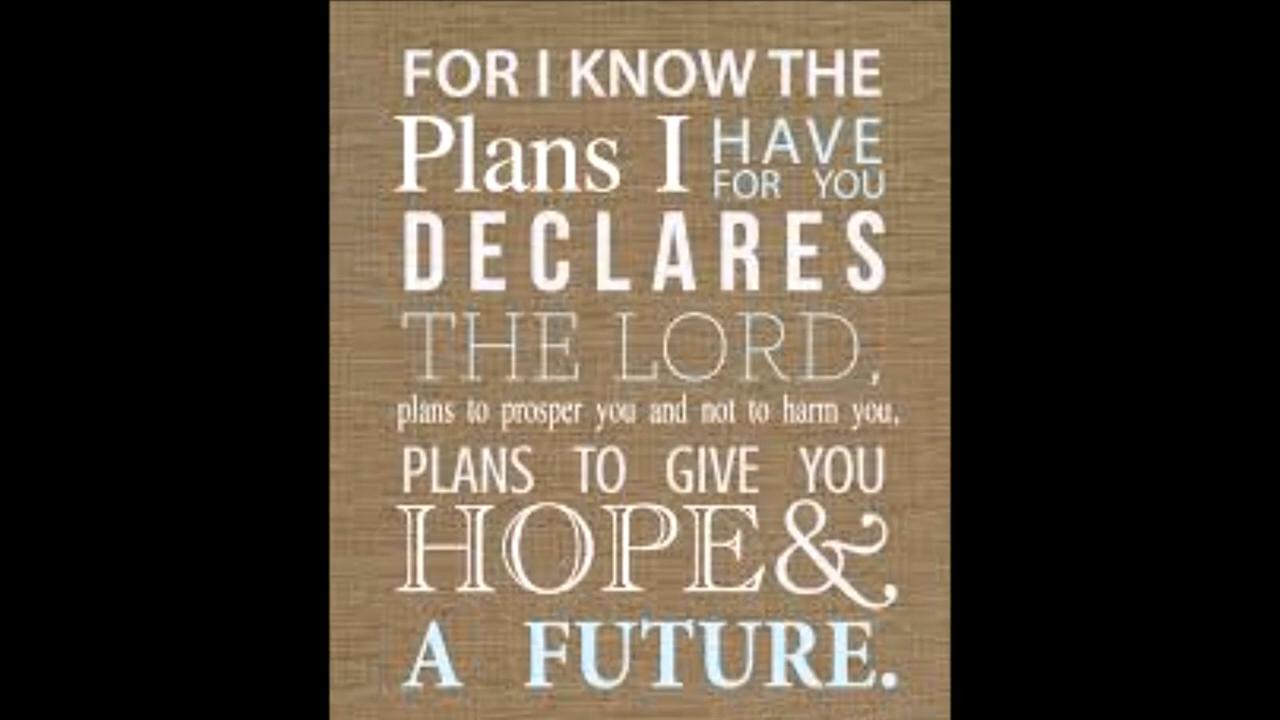 FOR I KNOW THE
Plans I HAVE
FOR YOU
DECLARES
THE LORD,
plans to prosper you and not to harm you,
PLANS TO GIVE YOU
HOPE &
A FUTURE.